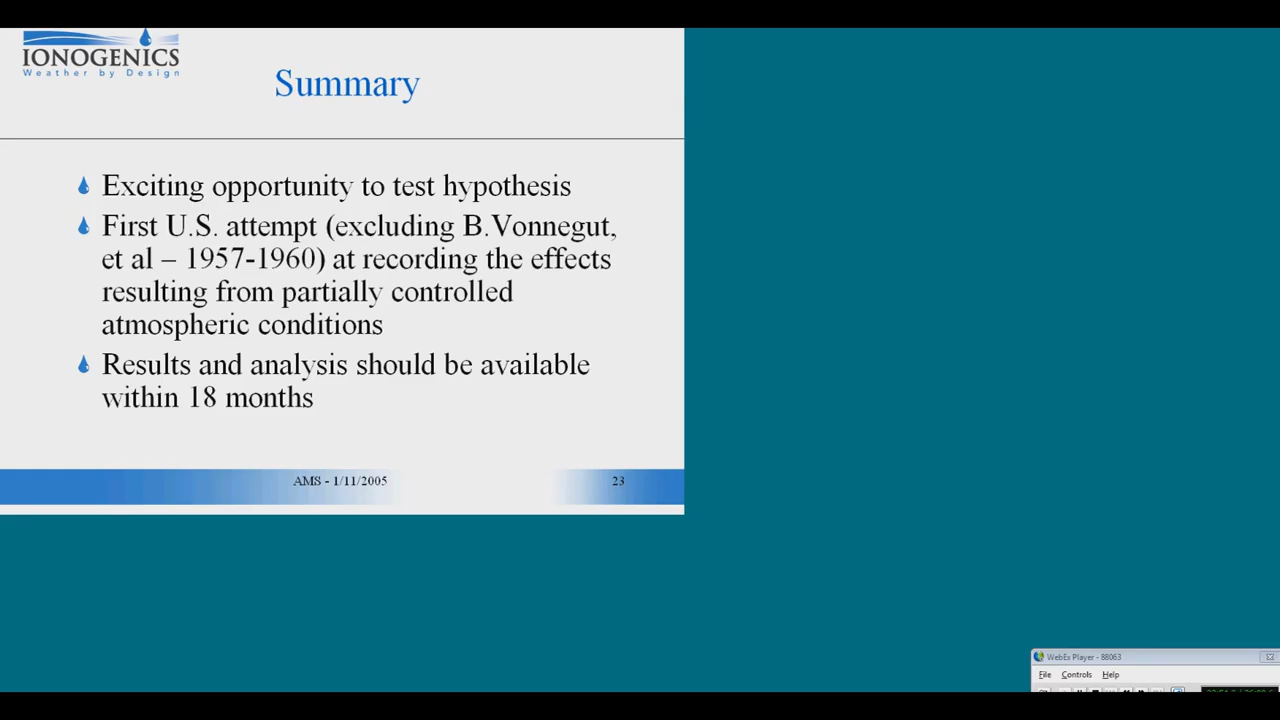 IONOGENICS
Weather by Design
Summary
Exciting opportunity to test hypothesis
First U.S. attempt (excluding B.Vonnegut,
et al – 1957-1960) at recording the effects
resulting from partially controlled
atmospheric conditions
Results and analysis should be available
within 18 months
AMS - 1/11/2005
23
WebEx Player - 88063
File Controls Help